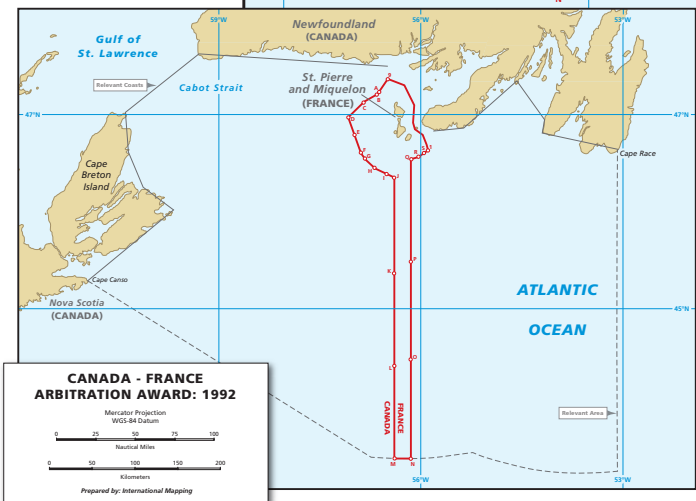 N
59°W
56°W
53°W
Gulf of
St. Lawrence
Newfoundland
(CANADA)
Relevant Coasts
Cabot Strait
St. Pierre
and Miquelon
(FRANCE)
A
B
C
D
E
F
G
H
I
J
47°N
47°N
Cape
Breton
Island
Cape Race
R
S
K
P
Cape Canso
Nova Scotia
(CANADA)
ATLANTIC
OCEAN
45°N
L
O
CANADA
FRANCE
Relevant Area
M
N
56°W
53°W
CANADA - FRANCE
ARBITRATION AWARD: 1992
Mercator Projection
WGS-84 Datum
0 25 50 75 100
Nautical Miles
0 50 100 150 200
Kilometers
Prepared by: International Mapping